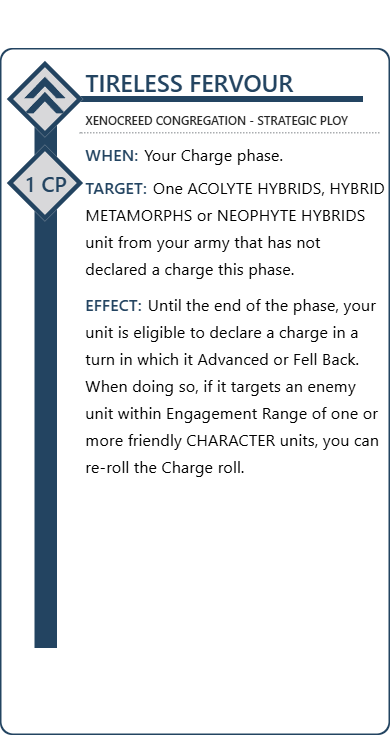 TIRELESS FERVOUR
XENOCREED CONGREGATION - STRATEGIC PLOY
WHEN: Your Charge phase.
1 CP
TARGET: One ACOLYTE HYBRIDS, HYBRID
METAMORPHS or NEOPHYTE HYBRIDS
unit from your army that has not
declared a charge this phase.
EFFECT: Until the end of the phase, your
unit is eligible to declare a charge in a
turn in which it Advanced or Fell Back.
When doing so, if it targets an enemy
unit within Engagement Range of one or
more friendly CHARACTER units, you can
re-roll the Charge roll.